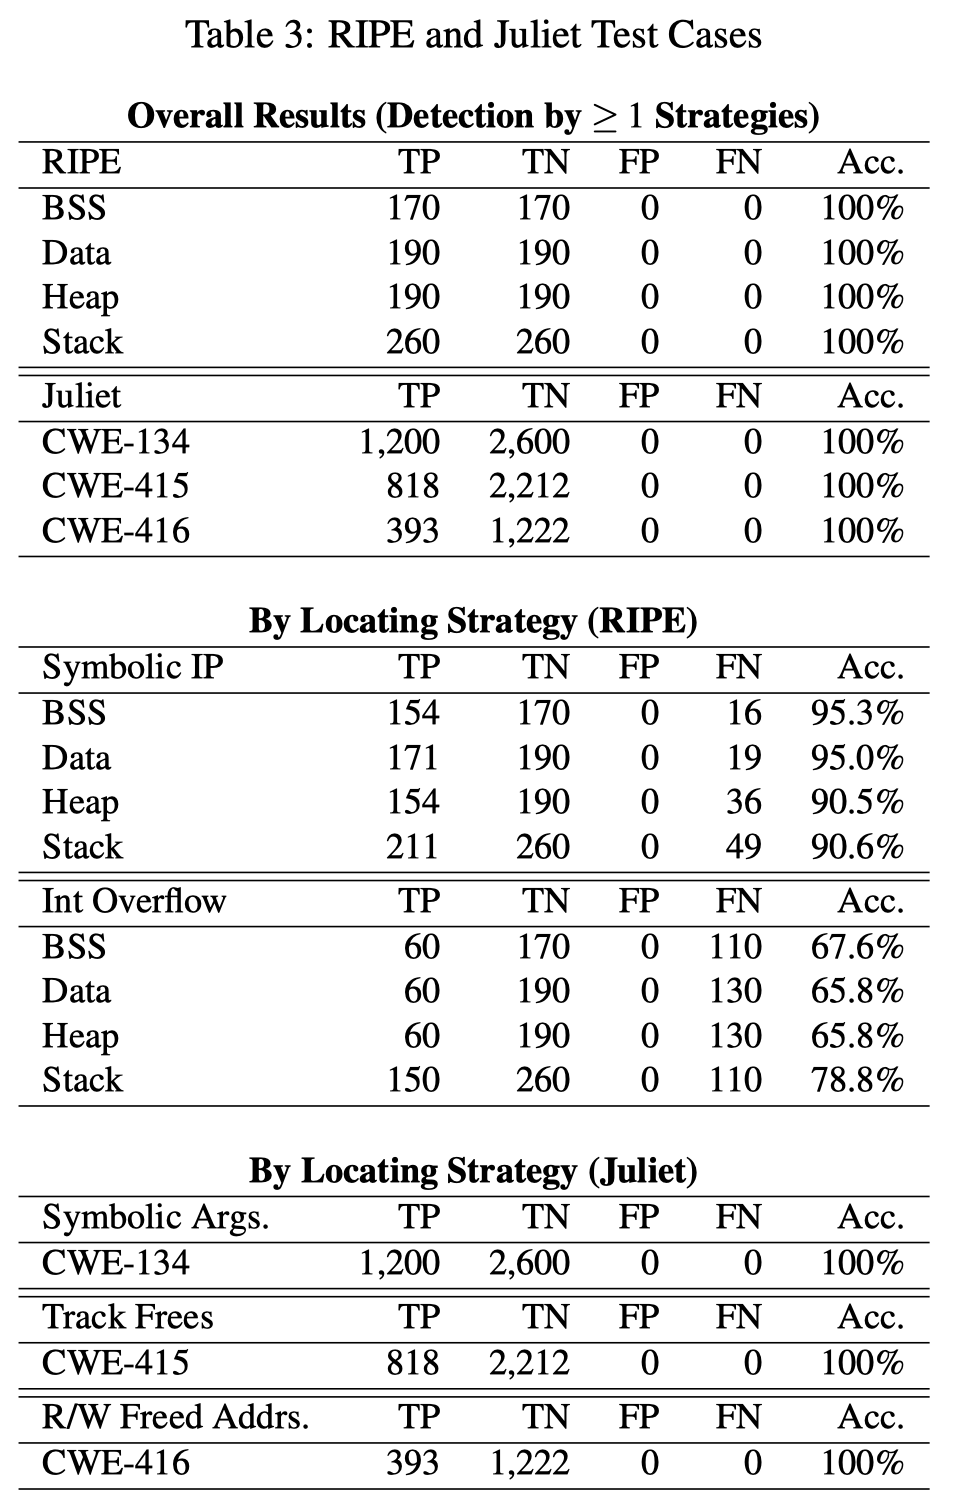 Table 3: RIPE and Juliet Test Cases
Overall Results (Detection by ≥ 1 Strategies)
RIPE TP TN FP FN Acc.
BSS 170 170 0 0 100%
Data 190 190 0 0 100%
Heap 190 190 0 0 100%
Stack 260 260 0 0 100%
Juliet TP TN FP FN Acc.
CWE-134 1,200 2,600 0 0 100%
CWE-415 818 2,212 0 0 100%
CWE-416 393 1,222 0 0 100%
By Locating Strategy (RIPE)
Symbolic IP TP TN FP FN Acc.
BSS 154 170 0 16 95.3%
Data 171 190 0 19 95.0%
Heap 154 190 0 36 90.5%
Stack 211 260 0 49 90.6%
Int Overflow TP TN FP FN Acc.
BSS 60 170 0 110 67.6%
Data 60 190 0 130 65.8%
Heap 60 190 0 130 65.8%
Stack 150 260 0 110 78.8%
By Locating Strategy (Juliet)
Symbolic Args. TP TN FP FN Acc.
CWE-134 1,200 2,600 0 0 100%
Track Frees TP TN FP FN Acc.
CWE-415 818 2,212 0 0 100%
R/W Freed Addrs. TP TN FP FN Acc.
CWE-416 393 1,222 0 0 100%